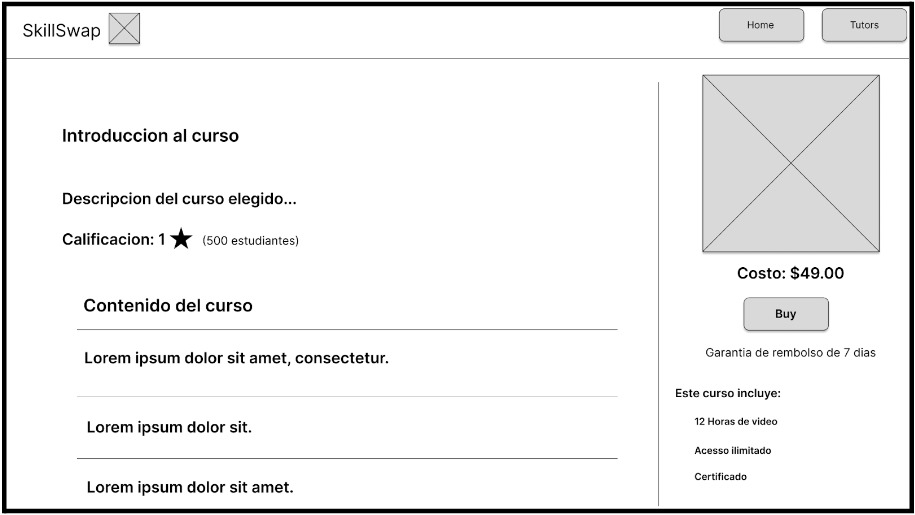 SkillSwap
Home
Tutors
Introduccion al curso
Descripcion del curso elegido...
Calificacion: 1 ★ (500 estudiantes)
Contenido del curso
Lorem ipsum dolor sit amet, consectetur.
Lorem ipsum dolor sit.
Lorem ipsum dolor sit amet.
Costo: $49.00
Buy
Garantia de rembolso de 7 dias
Este curso incluye:
12 Horas de video
Acesso ilimitado
Certificado